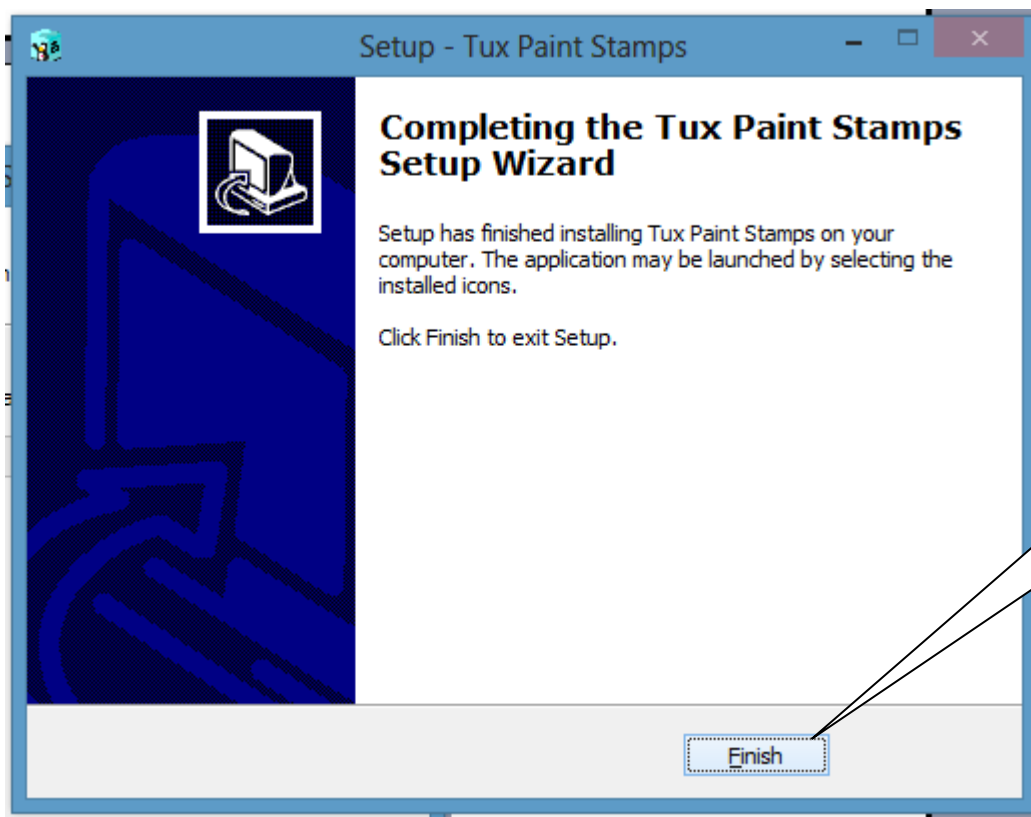 Setup - Tux Paint Stamps
Completing the Tux Paint Stamps
Setup Wizard
Setup has finished installing Tux Paint Stamps on your
computer. The application may be launched by selecting the
installed icons.
Click Finish to exit Setup.
Finish